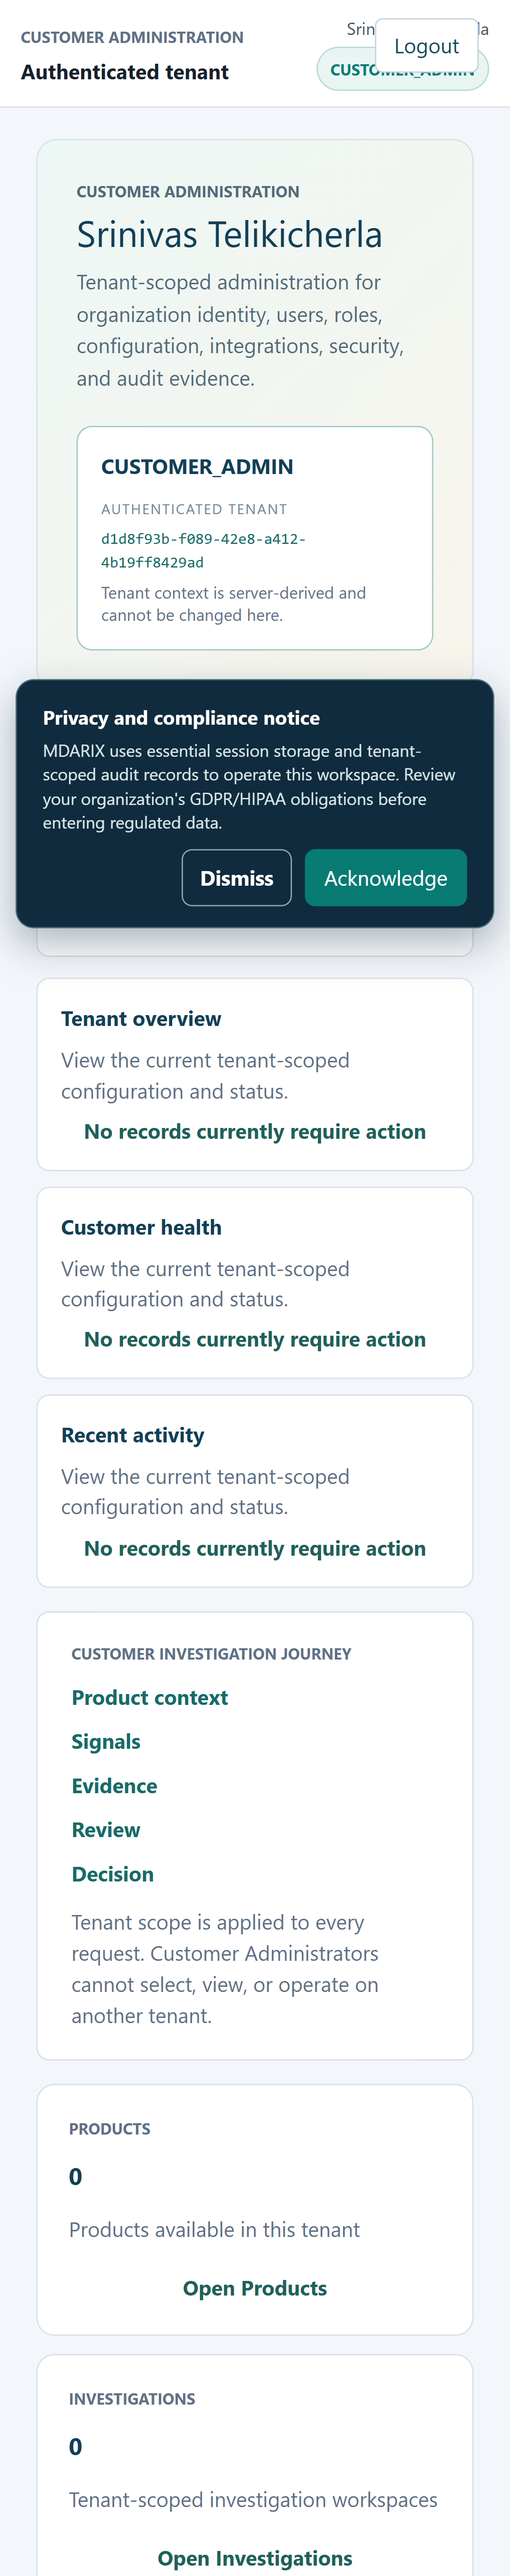 CUSTOMER ADMINISTRATION
Authenticated tenant
Logout
CUSTOMER ADMINISTRATION
Srinivas Telikicherla
Tenant-scoped administration for
organization identity, users, roles,
configuration, integrations, security,
and audit evidence.
CUSTOMER_ADMIN
AUTHENTICATED TENANT
d1d8f93b-f089-42e8-a412-
4b19ff8429ad
Tenant context is server-derived and
cannot be changed here.
Privacy and compliance notice
MDARIX uses essential session storage and tenant-
scoped audit records to operate this workspace. Review
your organization's GDPR/HIPAA obligations before
entering regulated data.
Dismiss
Acknowledge
Tenant overview
View the current tenant-scoped
configuration and status.
No records currently require action
Customer health
View the current tenant-scoped
configuration and status.
No records currently require action
Recent activity
View the current tenant-scoped
configuration and status.
No records currently require action
CUSTOMER INVESTIGATION JOURNEY
Product context
Signals
Evidence
Review
Decision
Tenant scope is applied to every
request. Customer Administrators
cannot select, view, or operate on
another tenant.
PRODUCTS
0
Products available in this tenant
Open Products
INVESTIGATIONS
0
Tenant-scoped investigation workspaces
Open Investigations